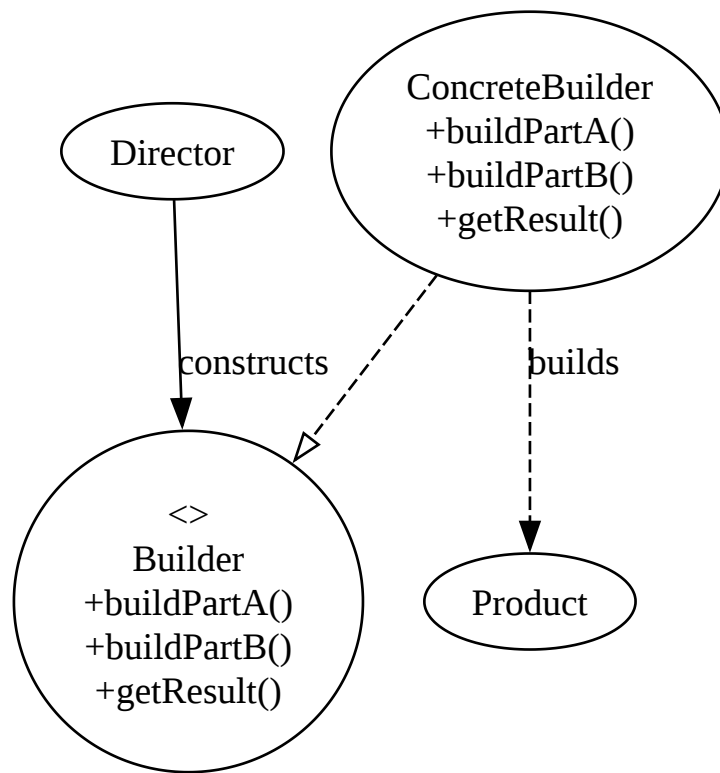 ConcreteBuilder
+buildPartA()
+buildPartB()
+getResult()
Director
constructs
builds
<>
Builder
+buildPartA()
+buildPartB()
+getResult()
Product